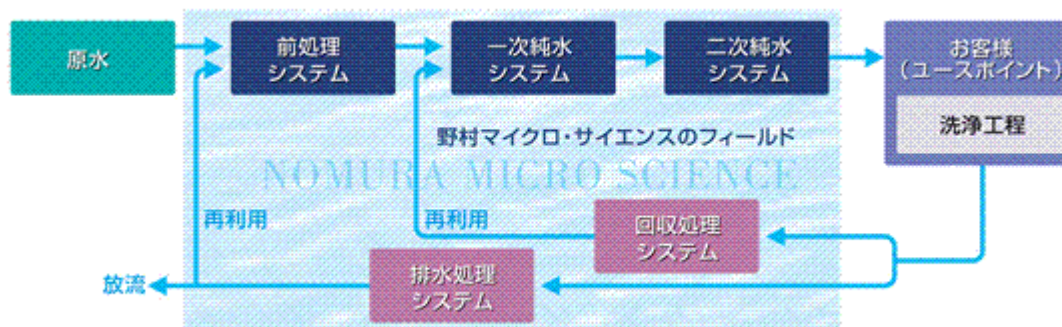 原水
前処理
システム
一次純水
システム
二次純水
システム
お客様
（ユースポイント）
洗浄工程
野村マイクロ・サイエンスのフィールド
NOMURA MICRO SCIENCE
再利用
再利用
回収処理
システム
放流
排水処理
システム